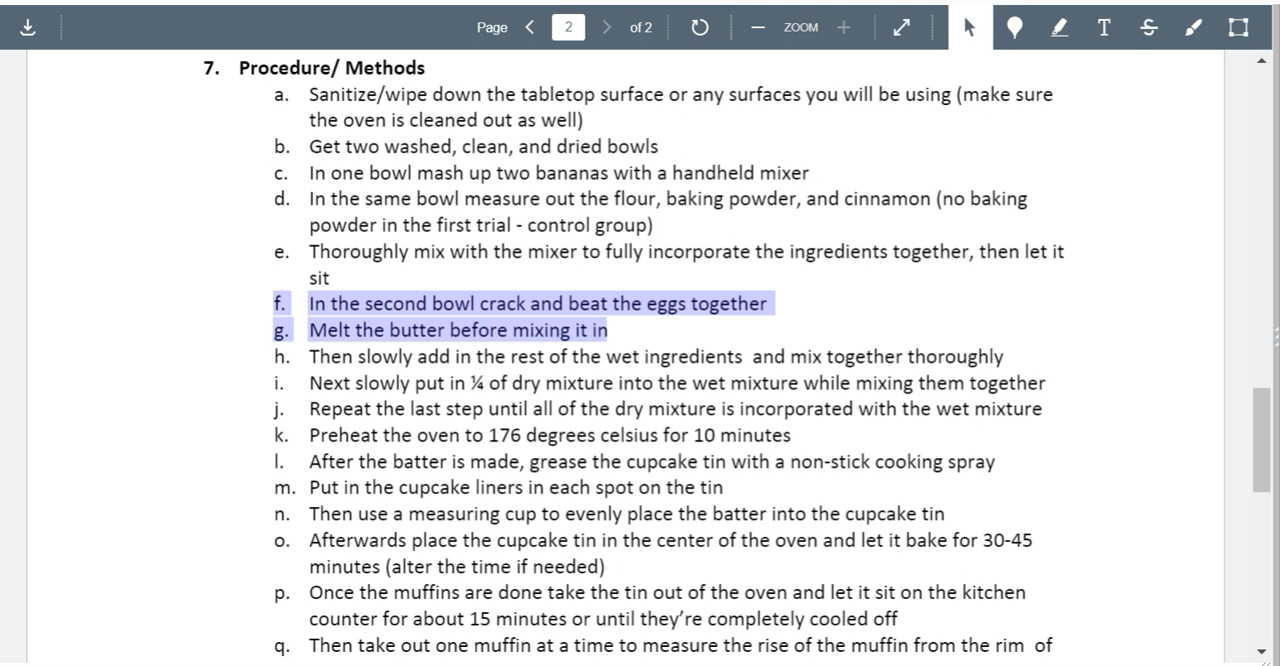 Page 2 of 2 ZOOM T S
7. Procedure/ Methods
a. Sanitize/wipe down the tabletop surface or any surfaces you will be using (make sure
the oven is cleaned out as well)
b. Get two washed, clean, and dried bowls
c. In one bowl mash up two bananas with a handheld mixer
d. In the same bowl measure out the flour, baking powder, and cinnamon (no baking
powder in the first trial - control group)
e. Thoroughly mix with the mixer to fully incorporate the ingredients together, then let it
sit
f. In the second bowl crack and beat the eggs together
g. Melt the butter before mixing it in
h. Then slowly add in the rest of the wet ingredients  and mix together thoroughly
i. Next slowly put in ¼ of dry mixture into the wet mixture while mixing them together
j. Repeat the last step until all of the dry mixture is incorporated with the wet mixture
k. Preheat the oven to 176 degrees celsius for 10 minutes
l. After the batter is made, grease the cupcake tin with a non-stick cooking spray
m. Put in the cupcake liners in each spot on the tin
n. Then use a measuring cup to evenly place the batter into the cupcake tin
o. Afterwards place the cupcake tin in the center of the oven and let it bake for 30-45
minutes (alter the time if needed)
p. Once the muffins are done take the tin out of the oven and let it sit on the kitchen
counter for about 15 minutes or until they’re completely cooled off
q. Then take out one muffin at a time to measure the rise of the muffin from the rim  of